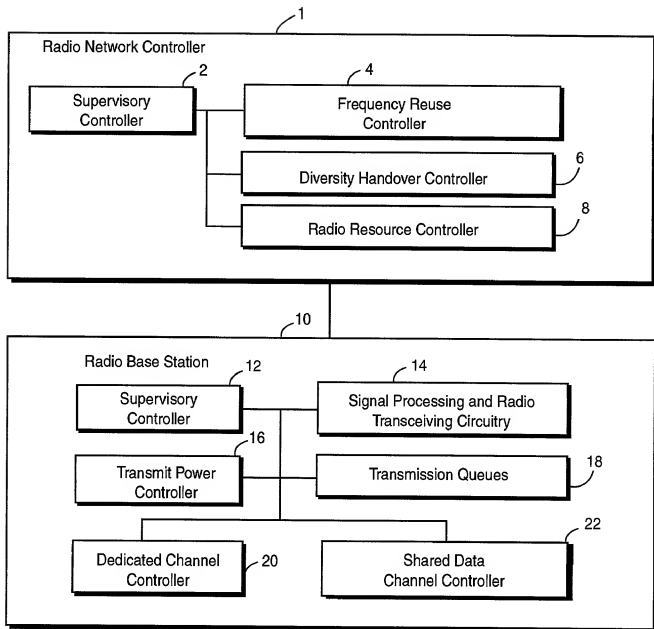 1
Radio Network Controller
2
Supervisory
Controller
4
Frequency Reuse
Controller
6
Diversity Handover Controller
8
Radio Resource Controller
10
Radio Base Station
12
Supervisory
Controller
14
Signal Processing and Radio
Transceiving Circuitry
16
Transmit Power
Controller
Transmission Queues
18
Dedicated Channel
Controller
20
22
Shared Data
Channel Controller